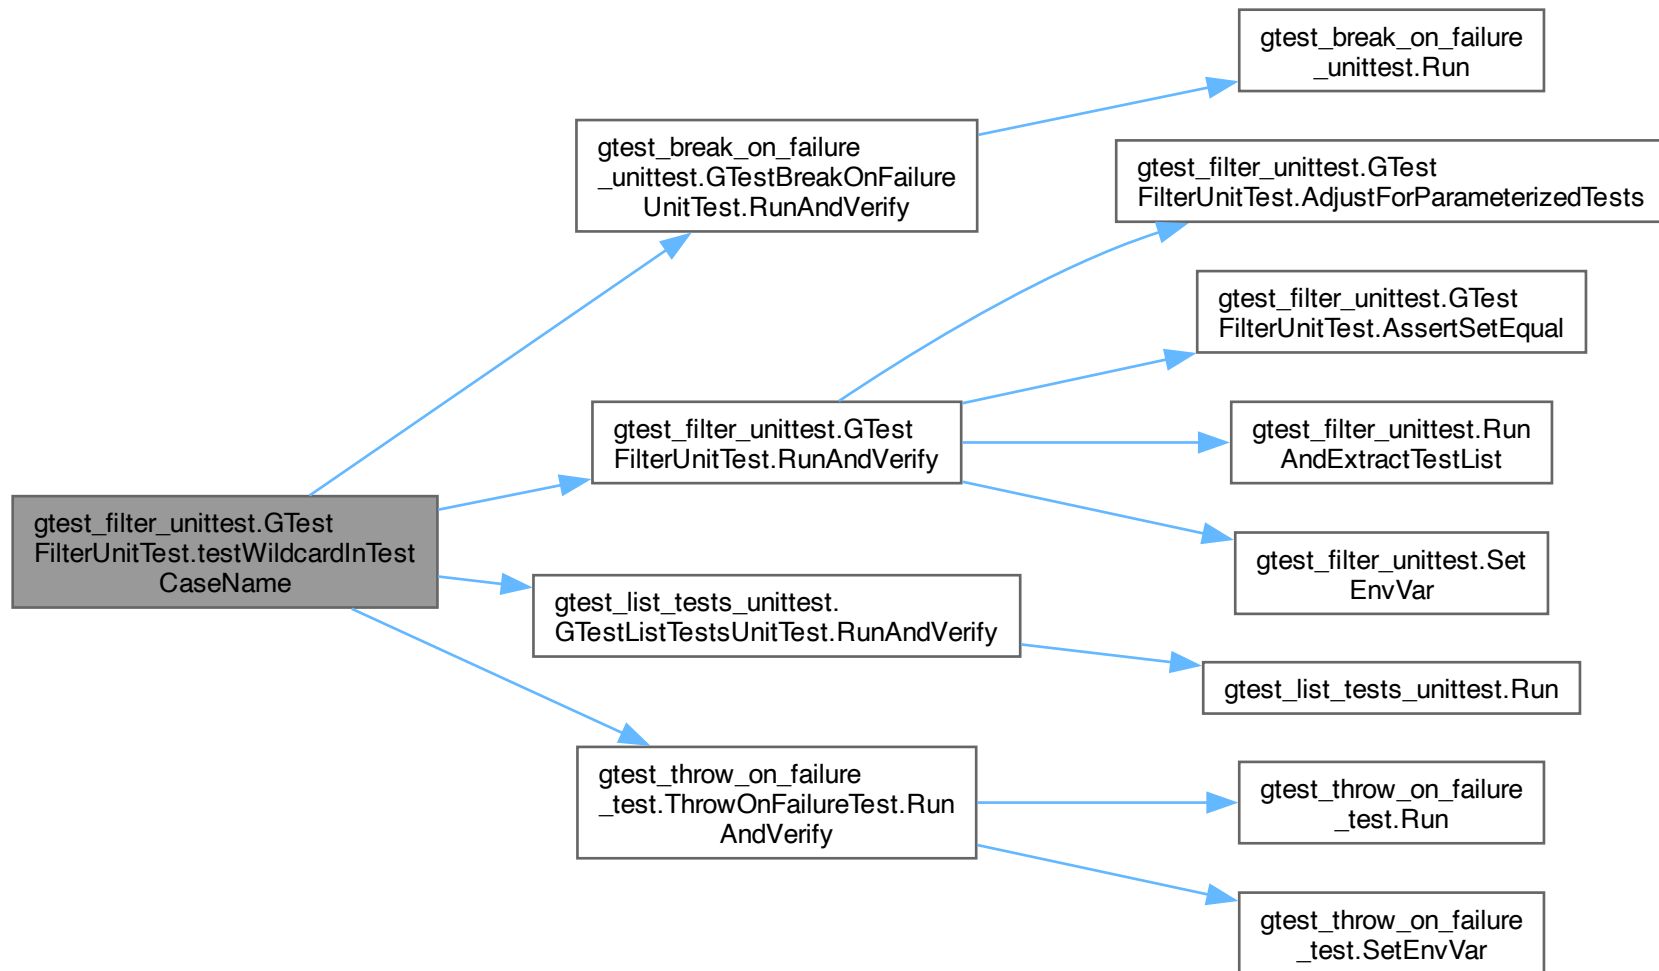 gtest_break_on_failure
_unittest.Run
gtest_break_on_failure
_unittest.GTestBreakOnFailure
UnitTest.RunAndVerify
gtest_filter_unittest.GTest
FilterUnitTest.AdjustForParameterizedTests
gtest_filter_unittest.GTest
FilterUnitTest.AssertSetEqual
gtest_filter_unittest.GTest
FilterUnitTest.RunAndVerify
gtest_filter_unittest.Run
AndExtractTestList
gtest_filter_unittest.GTest
FilterUnitTest.testWildcardInTest
CaseName
gtest_filter_unittest.Set
EnvVar
gtest_list_tests_unittest.
GTestListTestsUnitTest.RunAndVerify
gtest_list_tests_unittest.Run
gtest_throw_on_failure
_test.ThrowOnFailureTest.Run
AndVerify
gtest_throw_on_failure
_test.Run
gtest_throw_on_failure
_test.SetEnvVar